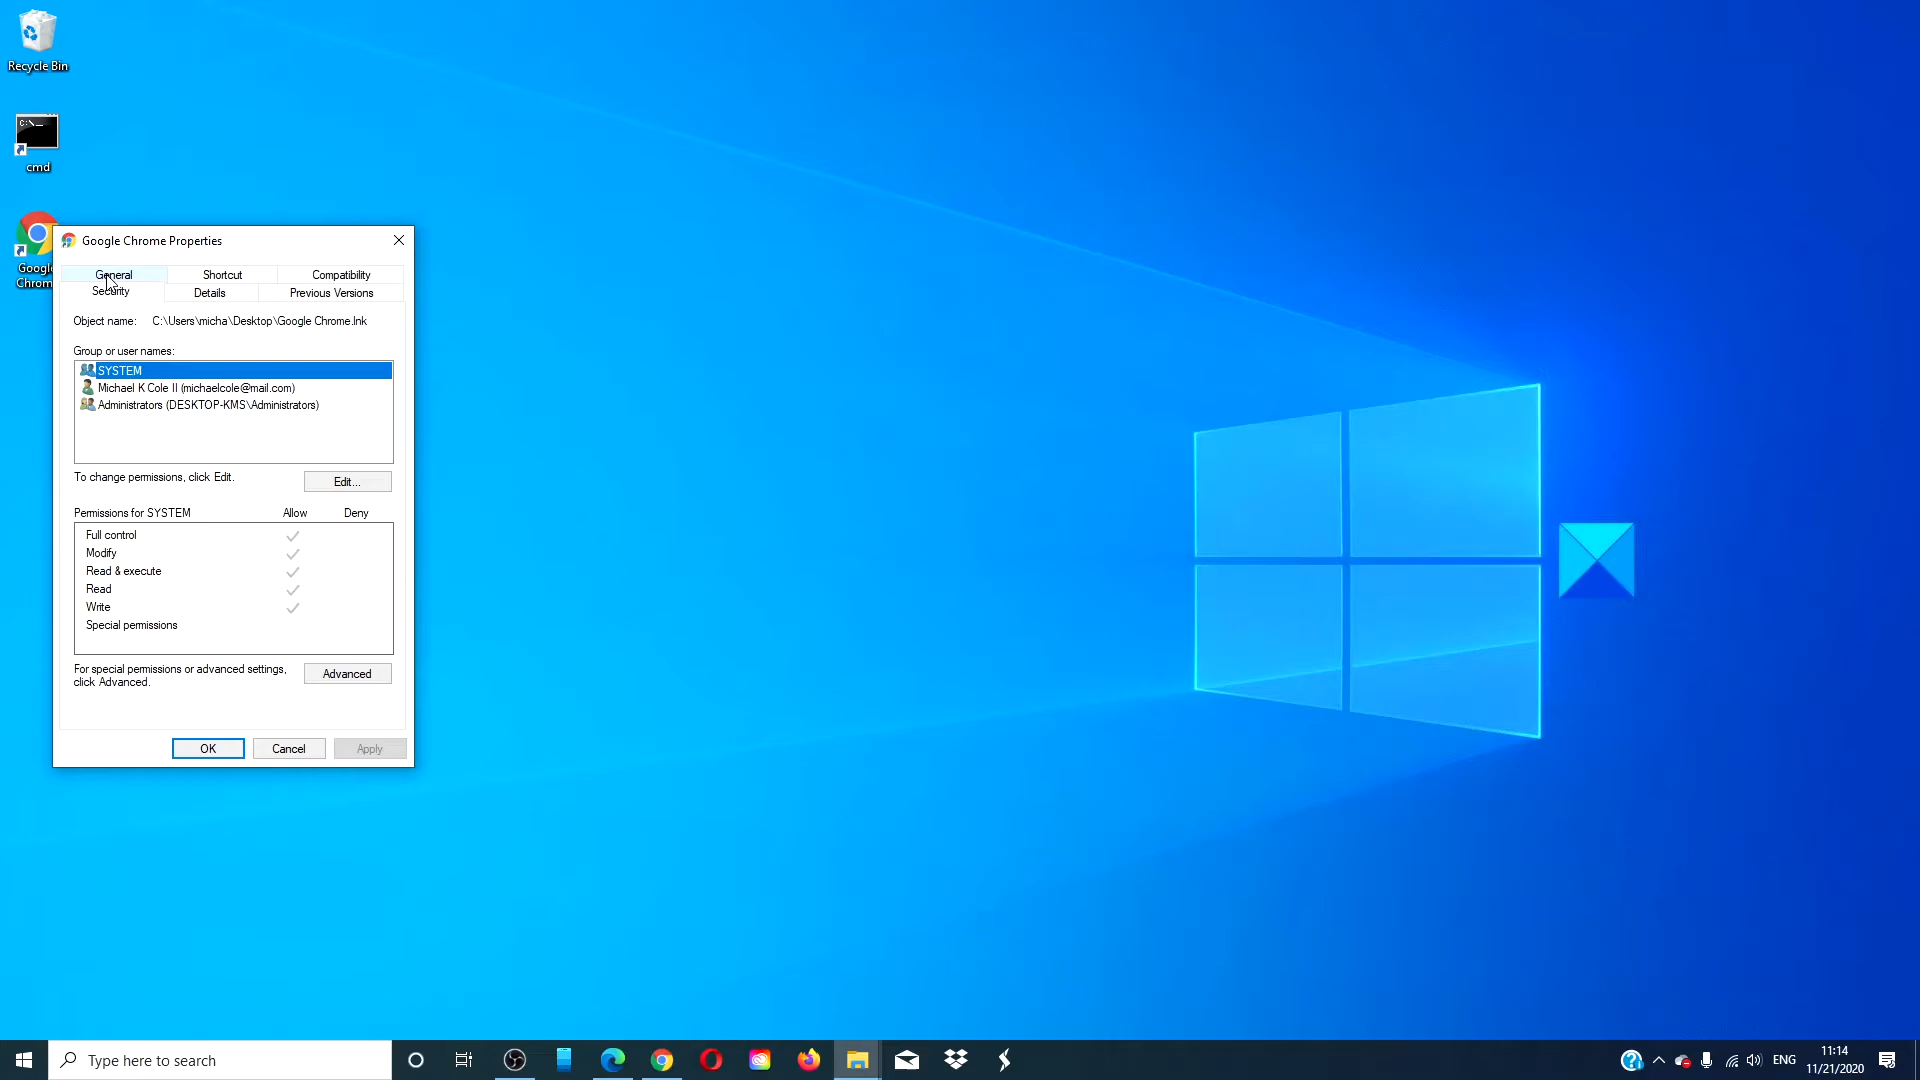 Recycle Bin
cmd
Google
Chrom
Google Chrome Properties
General
Shortcut
Compatibility
Security
Details
Previous Versions
Object name: C:\Users\micha\Desktop\Google Chrome.lnk
Group or user names:
SYSTEM
Michael K Cole II (michaelcole@mail.com)
Administrators (DESKTOP-KMS\Administrators)
To change permissions, click Edit.
Edit...
Permissions for SYSTEM Allow Deny
Full control
Modify
Read & execute
Read
Write
Special permissions
For special permissions or advanced settings,
click Advanced.
Advanced
OK
Cancel
Apply
Type here to search
ENG
11:14
11/21/2020